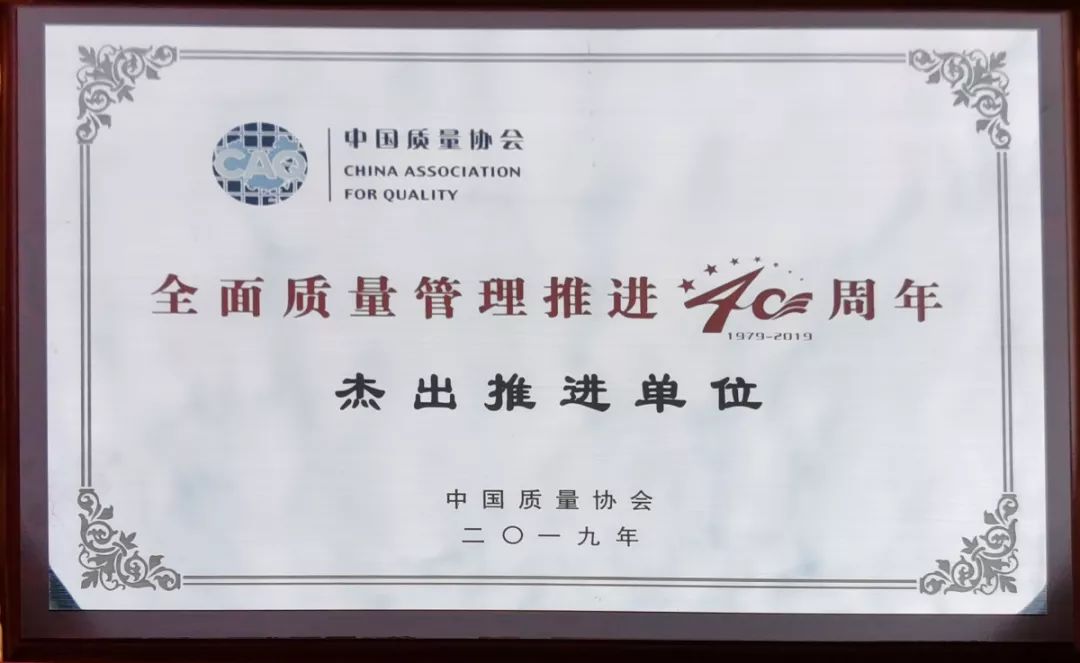 CAQ
中国质量协会
CHINA ASSOCIATION
FOR QUALITY
全面质量管理推进40周年
1979-2019
杰出推进单位
中国质量协会
二〇一九年